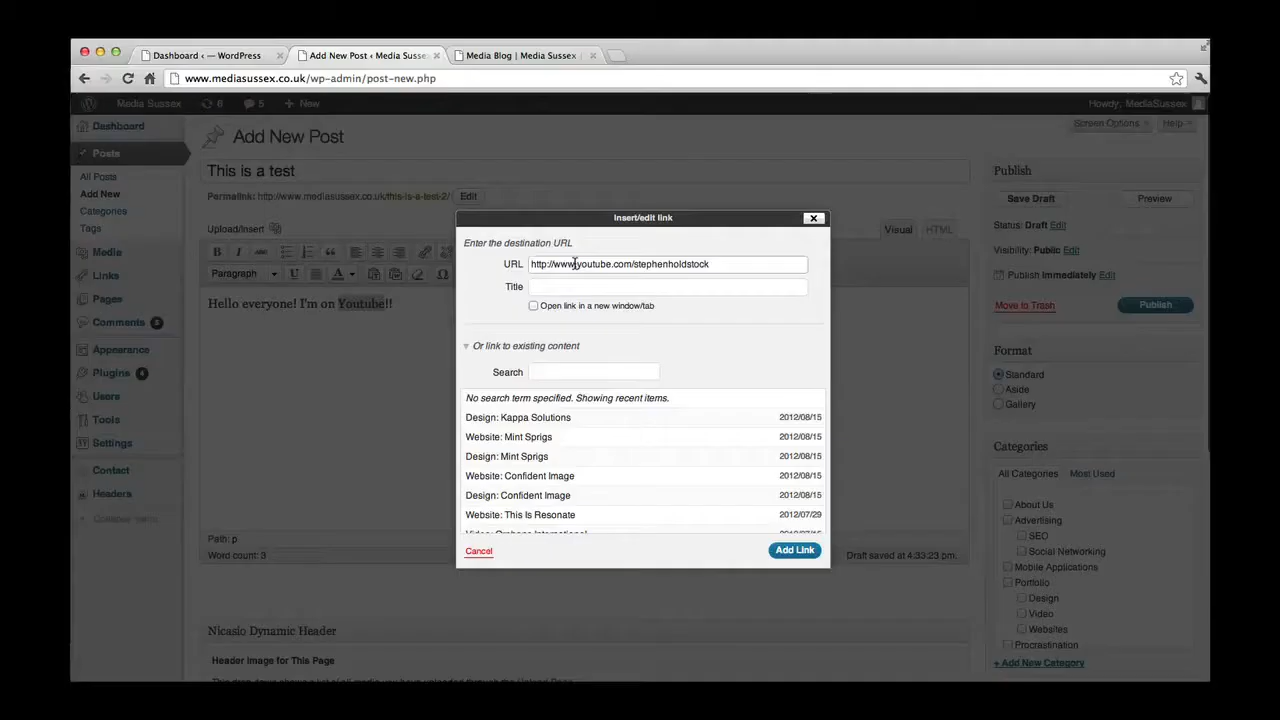 Dashboard ‹ — WordPress
Add New Post ‹ Media Susse
Media Blog | Media Sussex
www.mediasussex.co.uk/wp-admin/post-new.php
Media Sussex 6 5 + New
Howdy, MediaSussex
Screen Options
Help
Dashboard
Posts
All Posts
Add New
Categories
Tags
Media
Links
Pages
Comments
Appearance
Plugins 4
Users
Tools
Settings
Contact
Headers
Collapse menu
Add New Post
This is a test
Permalink: http://www.mediasussex.co.uk/this-is-a-test-2/ Edit
Upload/Insert
Visual
HTML
B I ABC
Paragraph U A
Hello everyone! I'm on Youtube!!
Path: p
Word count: 3
Draft saved at 4:33:23 pm.
Nicasio Dynamic Header
Header Image for This Page
Insert/edit link
Enter the destination URL
URL http://www.youtube.com/stephenholdstock
Title
Open link in a new window/tab
Or link to existing content
Search
No search term specified. Showing recent items.
Design: Kappa Solutions 2012/08/15
Website: Mint Sprigs 2012/08/15
Design: Mint Sprigs 2012/08/15
Website: Confident Image 2012/08/15
Design: Confident Image 2012/08/15
Website: This Is Resonate 2012/07/29
Cancel
Add Link
Publish
Save Draft
Preview
Status: Draft Edit
Visibility: Public Edit
Publish Immediately Edit
Move to Trash
Publish
Format
Standard
Aside
Gallery
Categories
All Categories
Most Used
About Us
Advertising
SEO
Social Networking
Mobile Applications
Portfolio
Design
Video
Websites
Procrastination
+ Add New Category